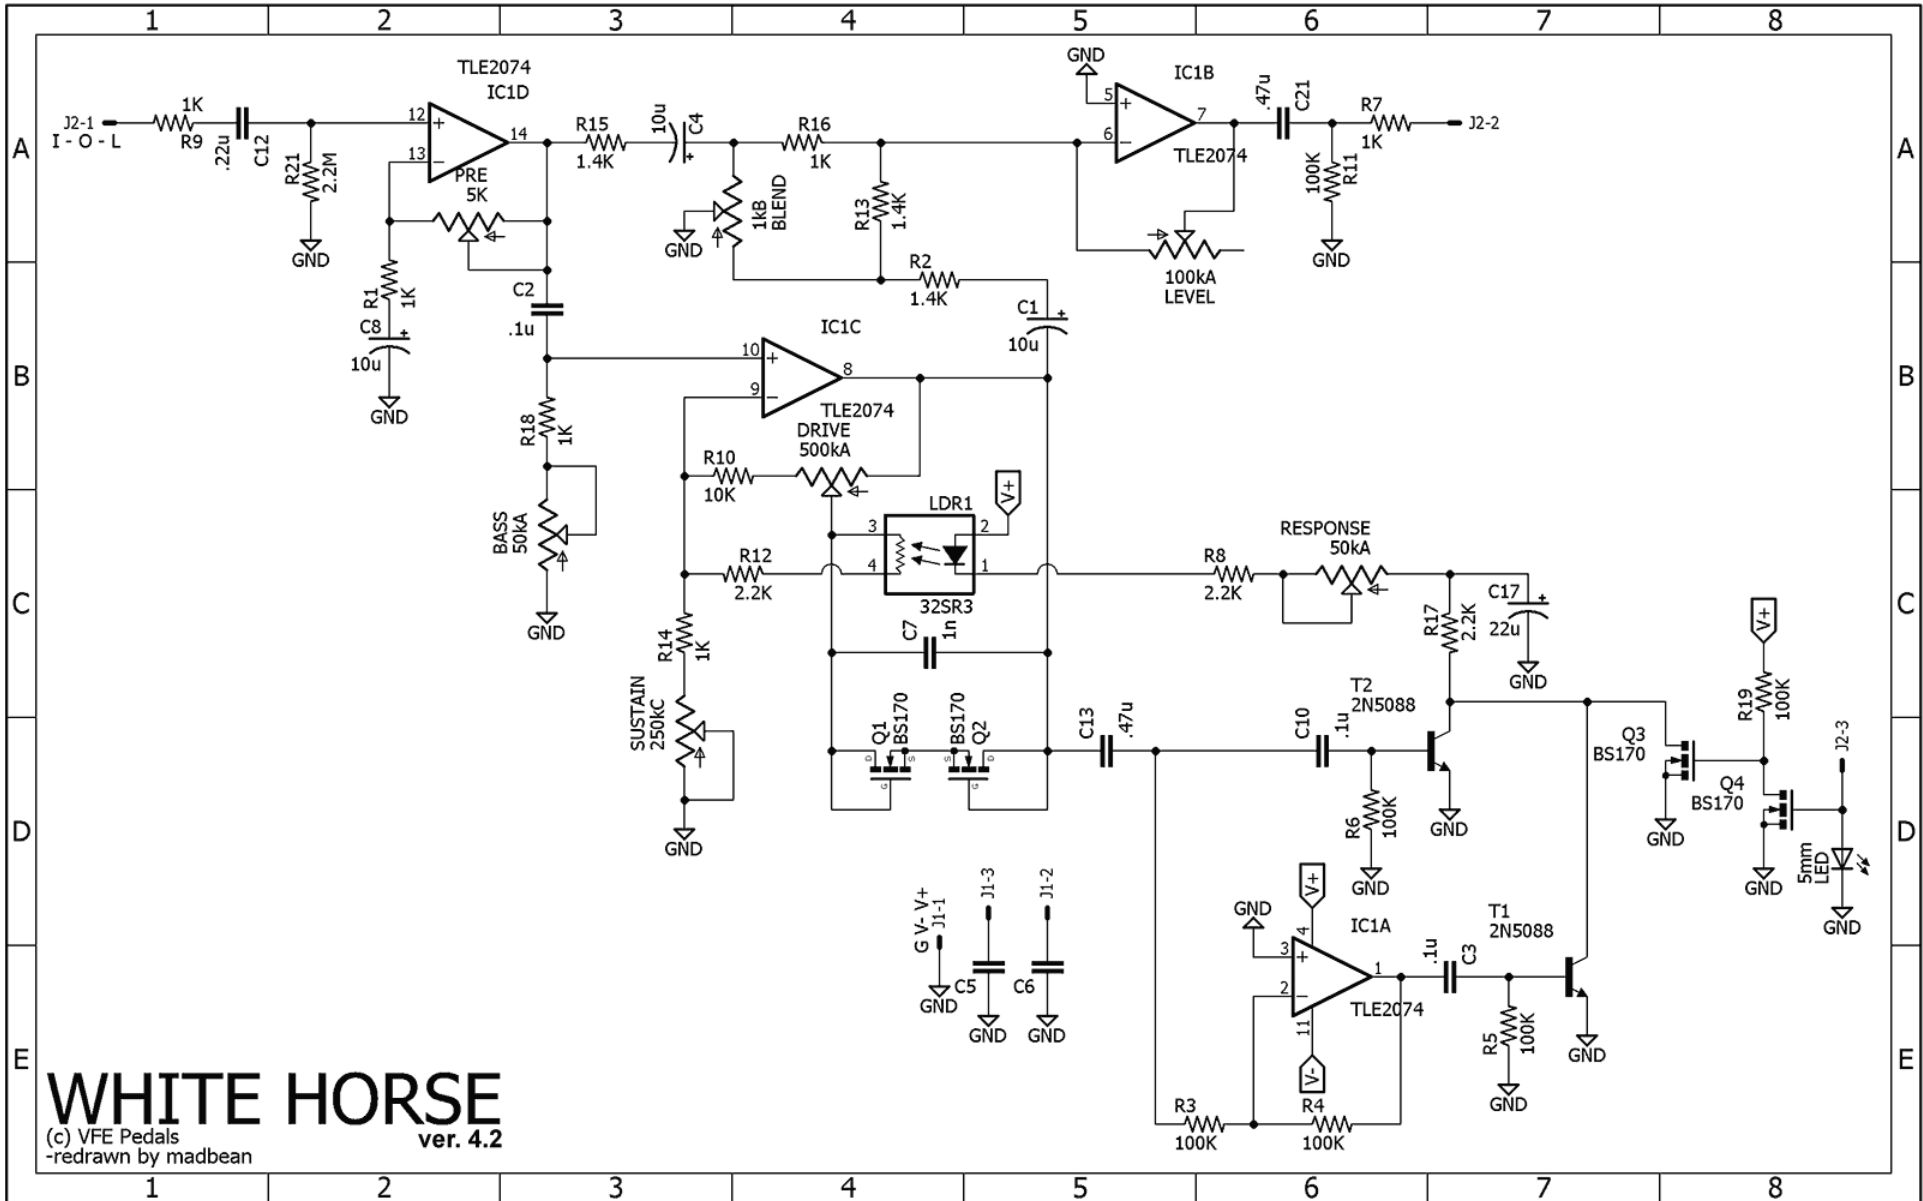 1 2 3 4 5 6 7 8
A
J2-1
I - O - L
1K
R9
.22u
C12
R21
2.2M
GND
TLE2074
IC1D
12
13
14
PRE
5K
R1
1K
C8
10u
GND
R15
1.4K
10u
C4
R16
1K
1kB
BLEND
GND
R13
1.4K
R2
1.4K
GND
5
6
7
IC1B
TLE2074
100kA
LEVEL
.47u
C21
100K
R11
GND
R7
1K
J2-2
A
B
C2
.1u
R18
1K
BASS
50kA
GND
IC1C
10
9
8
TLE2074
DRIVE
500kA
R10
10K
C1
10u
B
C
R12
2.2K
R14
1K
SUSTAIN
250kC
GND
LDR1
3
4
2
1
32SR3
V+
C7
1n
Q1
BS170
D
S
G
BS170
Q2
S
D
G
R8
2.2K
RESPONSE
50kA
R17
2.2K
C17
22u
GND
C
D
C13
.47u
C10
.1u
R6
100K
GND
T2
2N5088
GND
V+
R19
100K
Q3
BS170
GND
Q4
BS170
GND
J2-3
5mm
LED
GND
D
E
G V- V+
J1-1
GND
J1-3
C5
GND
J1-2
C6
GND
GND
V+
4
3
2
1
11
V-
IC1A
TLE2074
R3
100K
R4
100K
.1u
C3
R5
100K
GND
T1
2N5088
GND
E
WHITE HORSE
ver. 4.2
(c) VFE Pedals
-redrawn by madbean
1 2 3 4 5 6 7 8